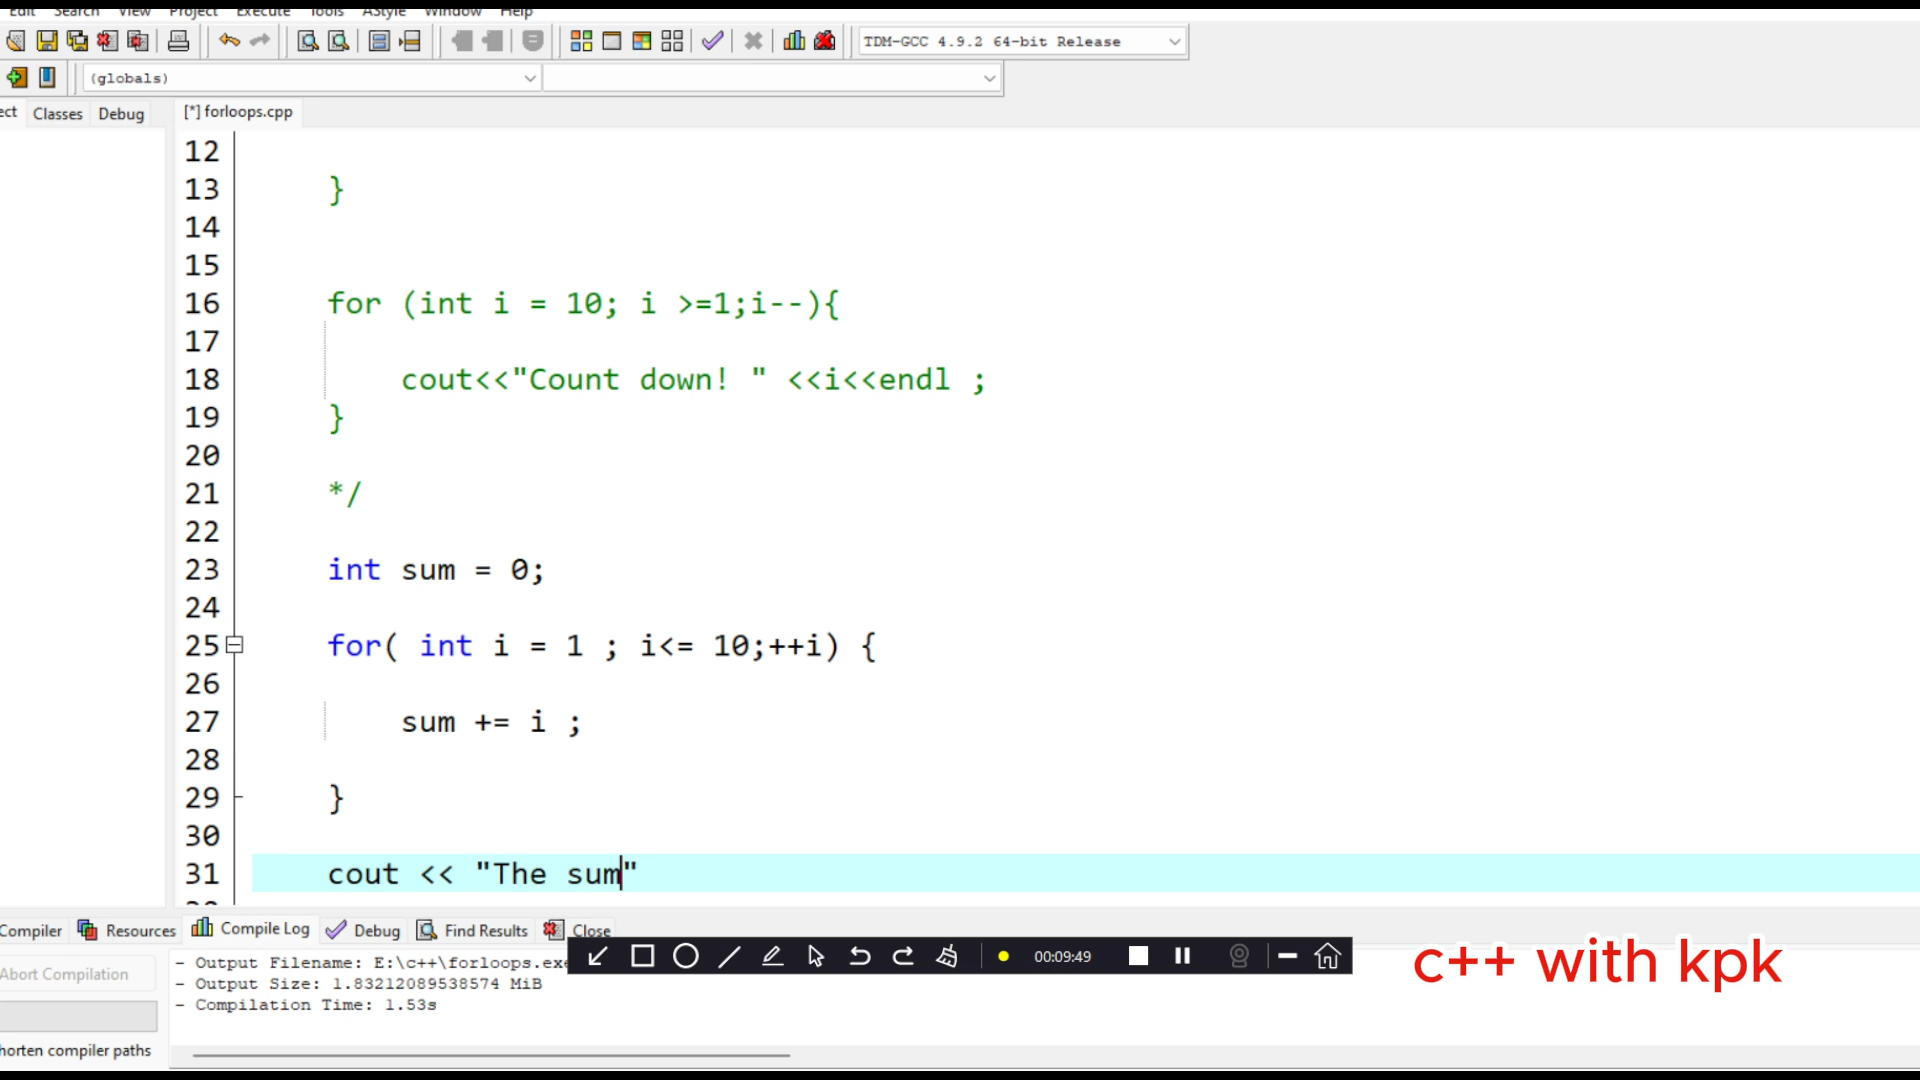 Edit Search View Project Execute Tools AStyle Window Help
TDM-GCC 4.9.2 64-bit Release
(globals)
ect Classes Debug [*] forloops.cpp
12
13 }
14
15
16 for (int i = 10; i >=1;i--){
17
18 cout<<"Count down! " <<i<<endl ;
19 }
20
21 */
22
23 int sum = 0;
24
25 for( int i = 1 ; i<= 10;++i) {
26
27 sum += i ;
28
29 }
30
31 cout << "The sum"
Compiler Resources Compile Log Debug Find Results Close
Abort Compilation
- Output Filename: E:\c++\forloops.exe
- Output Size: 1.83212089538574 MiB
- Compilation Time: 1.53s
horten compiler paths
00:09:49
c++ with kpk